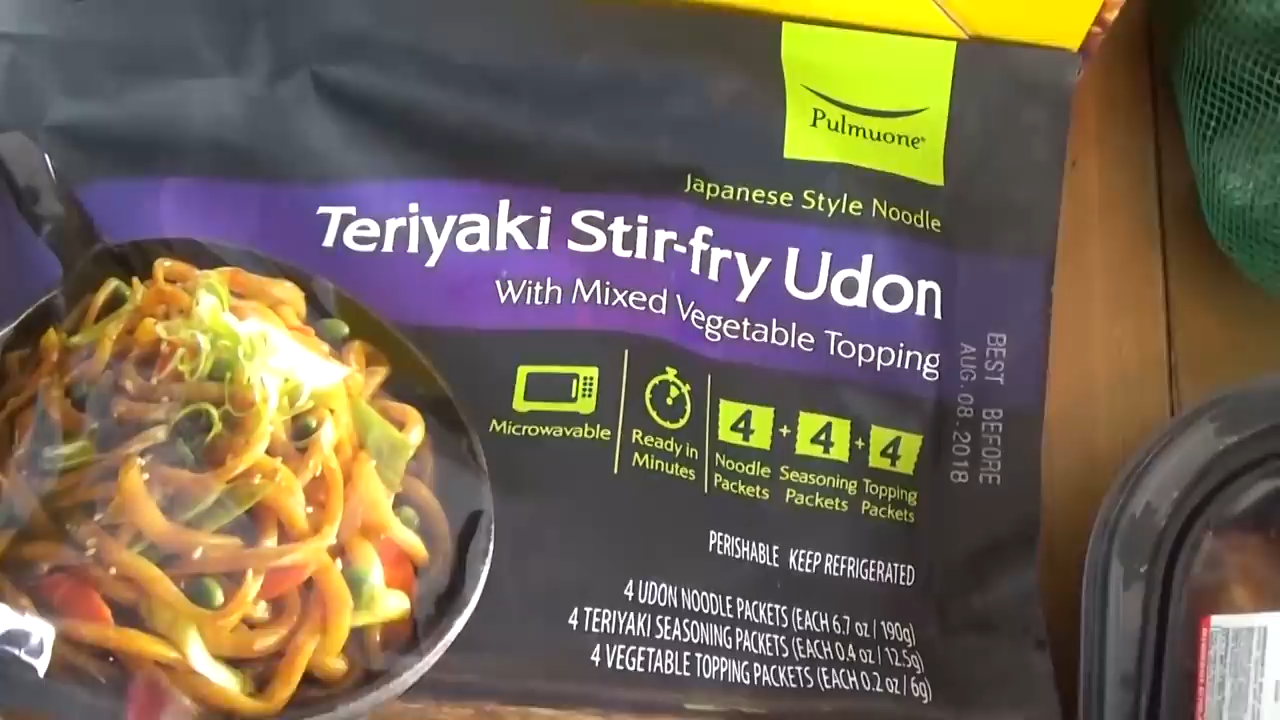 Pulmuone®
Japanese Style Noodle
Teriyaki Stir-fry Udon
With Mixed Vegetable Topping
Microwavable
Ready in
Minutes
4 + 4 + 4
Noodle
Packets
Seasoning
Packets
Topping
Packets
BEST BEFORE
AUG. 08. 2018
PERISHABLE KEEP REFRIGERATED
4 UDON NOODLE PACKETS (EACH 6.7 oz / 190g)
4 TERIYAKI SEASONING PACKETS (EACH 0.4 oz / 12.5g)
4 VEGETABLE TOPPING PACKETS (EACH 0.2 oz / 6g)